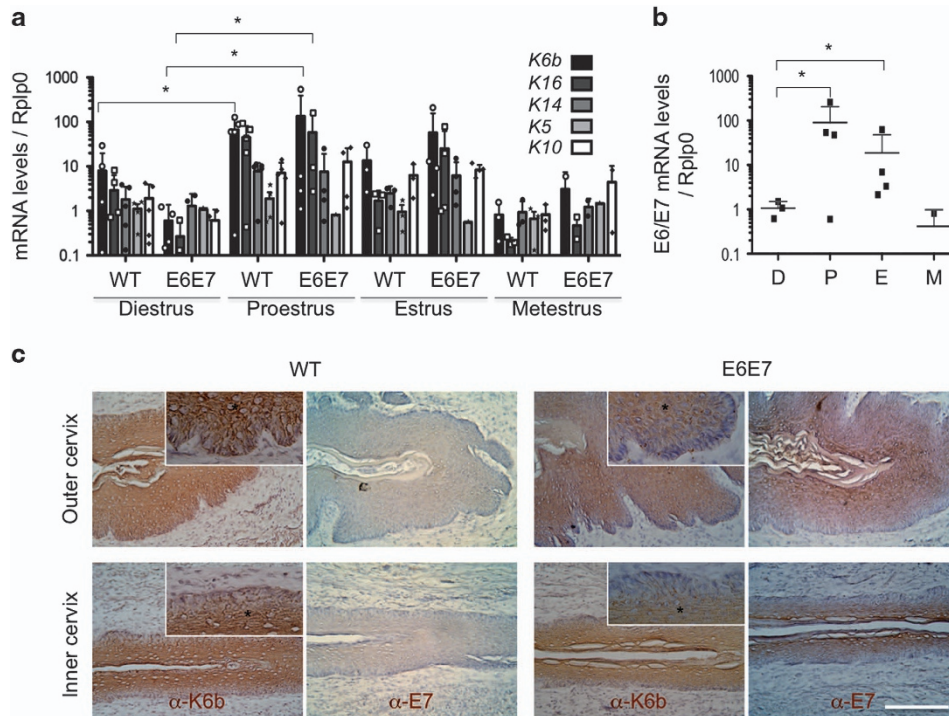 a
*
*
*
mRNA levels / Rplp0
1000
100
10
1
0.1
K6b
K16
K14
K5
K10
WT E6E7 WT E6E7 WT E6E7 WT E6E7
Diestrus Proestrus Estrus Metestrus
b
*
*
E6/E7 mRNA levels
/ Rplp0
1000
100
10
1
0.1
D P E M
c
WT E6E7
Outer cervix
* *
Inner cervix
* *
α-K6b α-E7 α-K6b α-E7